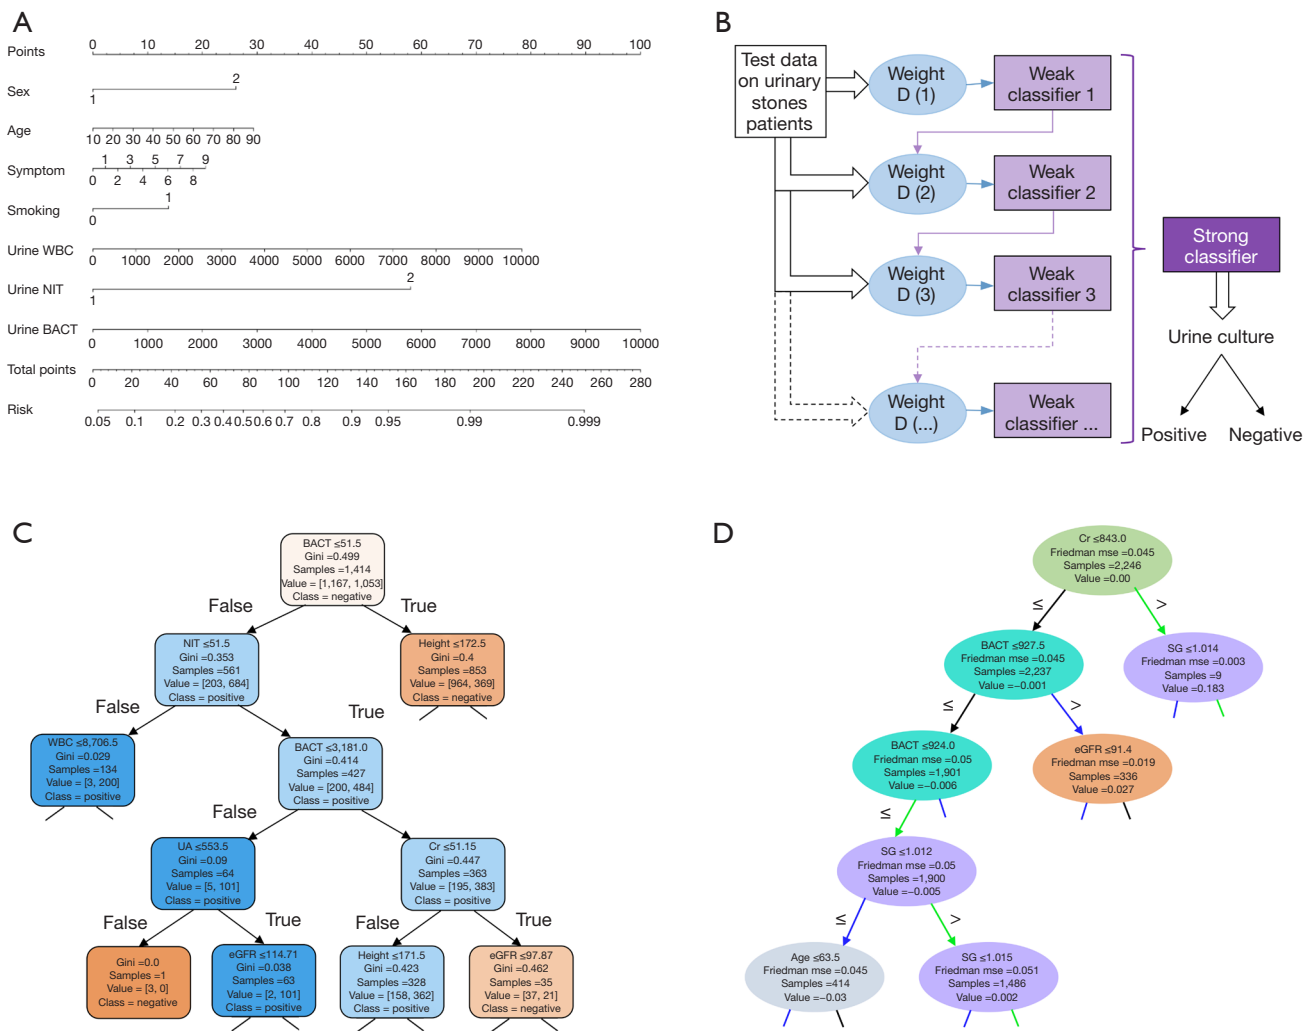 A
Points
0 10 20 30 40 50 60 70 80 90 100
Sex
1 2
Age
10 20 30 40 50 60 70 80 90
Symptom
1 3 5 7 9
0 2 4 6 8
Smoking
0 1
Urine WBC
0 1000 2000 3000 4000 5000 6000 7000 8000 9000 10000
Urine NIT
1 2
Urine BACT
0 1000 2000 3000 4000 5000 6000 7000 8000 9000 10000
Total points
0 20 40 60 80 100 120 140 160 180 200 220 240 260 280
Risk
0.05 0.1 0.2 0.3 0.4 0.5 0.6 0.7 0.8 0.9 0.95 0.99 0.999
B
Test data
on urinary
stones
patients
Weight
D (1)
Weak
classifier 1
Weight
D (2)
Weak
classifier 2
Weight
D (3)
Weak
classifier 3
Weight
D (...)
Weak
classifier ...
Strong
classifier
Urine culture
Positive
Negative
C
BACT ≤51.5
Gini =0.499
Samples =1,414
Value = [1,167, 1,053]
Class = negative
False
True
NIT ≤51.5
Gini =0.353
Samples =561
Value = [203, 684]
Class = positive
Height ≤172.5
Gini =0.4
Samples =853
Value = [964, 369]
Class = negative
False
True
WBC ≤8,706.5
Gini =0.029
Samples =134
Value = [3, 200]
Class = positive
BACT ≤3,181.0
Gini =0.414
Samples =427
Value = [200, 484]
Class = positive
False
UA ≤553.5
Gini =0.09
Samples =64
Value = [5, 101]
Class = positive
Cr ≤51.15
Gini =0.447
Samples =363
Value = [195, 383]
Class = positive
False
True
False
True
Gini =0.0
Samples =1
Value = [3, 0]
Class = negative
eGFR ≤114.71
Gini =0.038
Samples =63
Value = [2, 101]
Class = positive
Height ≤171.5
Gini =0.423
Samples =328
Value = [158, 362]
Class = positive
eGFR ≤97.87
Gini =0.462
Samples =35
Value = [37, 21]
Class = negative
D
Cr ≤843.0
Friedman mse =0.045
Samples =2,246
Value =0.00
≤
>
BACT ≤927.5
Friedman mse =0.045
Samples =2,237
Value =−0.001
SG ≤1.014
Friedman mse =0.003
Samples =9
Value =0.183
≤
>
BACT ≤924.0
Friedman mse =0.05
Samples =1,901
Value =−0.006
eGFR ≤91.4
Friedman mse =0.019
Samples =336
Value =0.027
≤
SG ≤1.012
Friedman mse =0.05
Samples =1,900
Value =−0.005
≤
>
Age ≤63.5
Friedman mse =0.045
Samples =414
Value =−0.03
SG ≤1.015
Friedman mse =0.051
Samples =1,486
Value =0.002